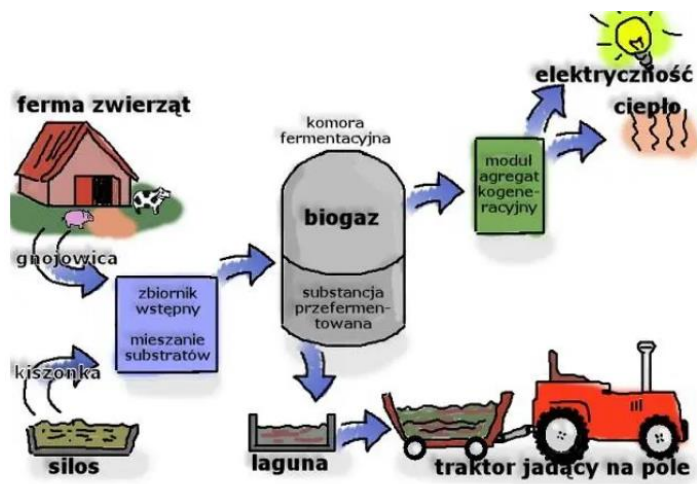 elektryczność
ciepło
ferma zwierząt
komora
fermentacyjna
moduł
agregat
kogene-
racyjny
biogaz
gnojowica
zbiornik
wstępny
mieszanie
substratów
substancja
przefermen-
towana
kiszonka
silos
laguna
traktor jadący na pole